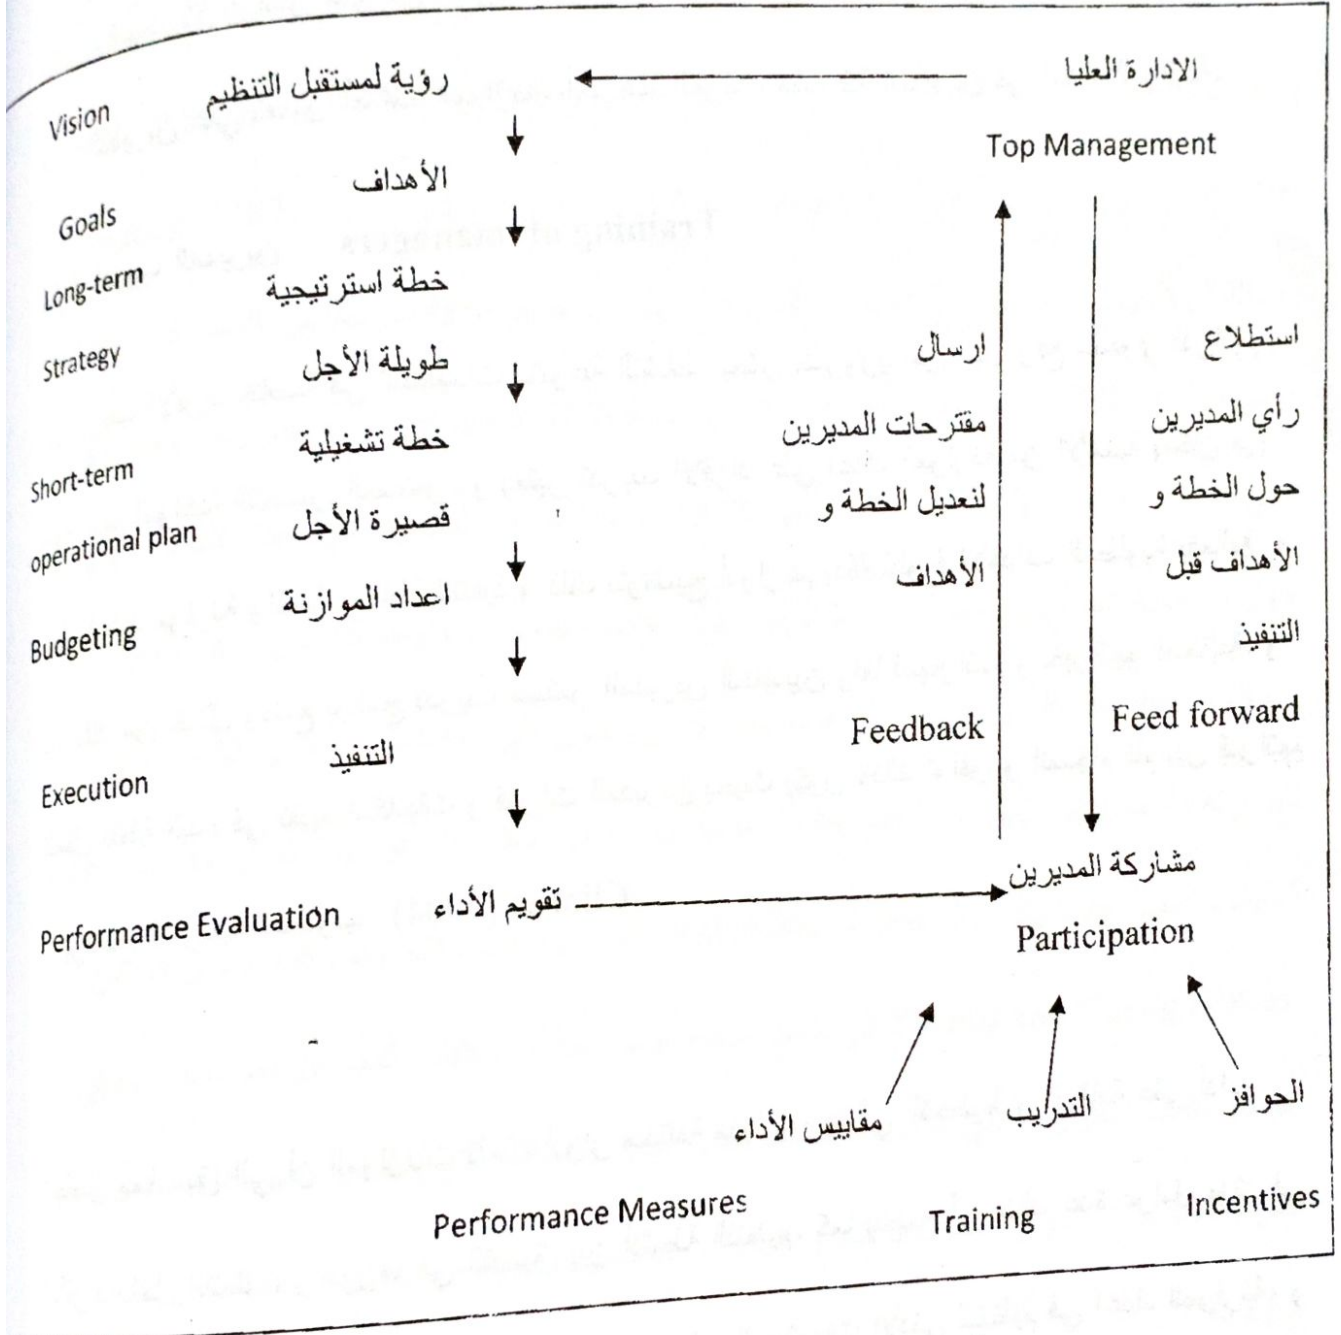 الادارة العليا
Top Management
رؤية لمستقبل التنظيم
Vision
الأهداف
Goals
خطة استرتيجية
Long-term
طويلة الأجل
Strategy
خطة تشغيلية
Short-term
قصيرة الأجل
operational plan
اعداد الموازنة
Budgeting
التنفيذ
Execution
تقويم الأداء
Performance Evaluation
ارسال
مقترحات المديرين
لتعديل الخطة و
الأهداف
Feedback
استطلاع
رأي المديرين
حول الخطة و
الأهداف قبل
التنفيذ
Feed forward
مشاركة المديرين
Participation
مقاييس الأداء
Performance Measures
التدريب
Training
الحوافز
Incentives